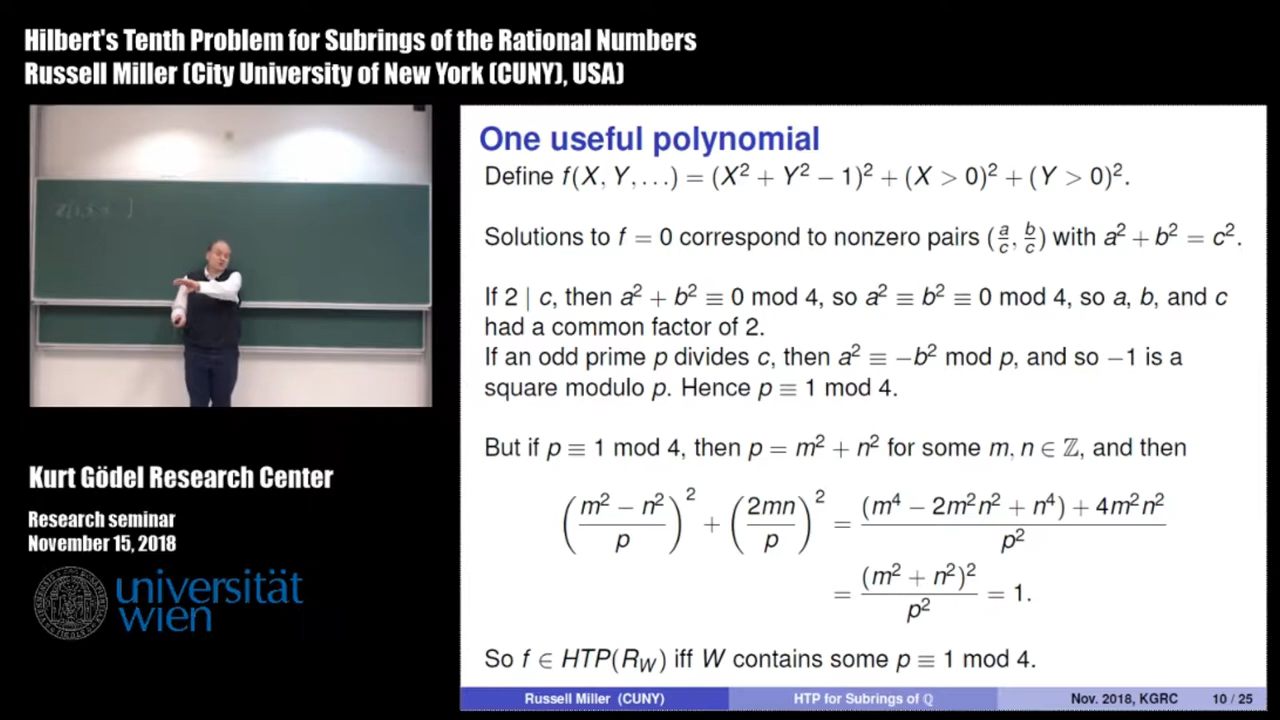 Hilbert's Tenth Problem for Subrings of the Rational Numbers
Russell Miller (City University of New York (CUNY), USA)
One useful polynomial
Define f(X, Y, . . .) = (X² + Y² − 1)² + (X > 0)² + (Y > 0)².
Solutions to f = 0 correspond to nonzero pairs (a/c, b/c) with a² + b² = c².
If 2 | c, then a² + b² ≡ 0 mod 4, so a² ≡ b² ≡ 0 mod 4, so a, b, and c
had a common factor of 2.
If an odd prime p divides c, then a² ≡ −b² mod p, and so −1 is a
square modulo p. Hence p ≡ 1 mod 4.
But if p ≡ 1 mod 4, then p = m² + n² for some m, n ∈ ℤ, and then
((m² − n²)/p)² + (2mn/p)² = ((m⁴ − 2m²n² + n⁴) + 4m²n²)/p²
= (m² + n²)²/p² = 1.
So f ∈ HTP(R_W) iff W contains some p ≡ 1 mod 4.
Russell Miller (CUNY) HTP for Subrings of ℚ Nov. 2018, KGRC 10 / 25
Kurt Gödel Research Center
Research seminar
November 15, 2018
universität
wien